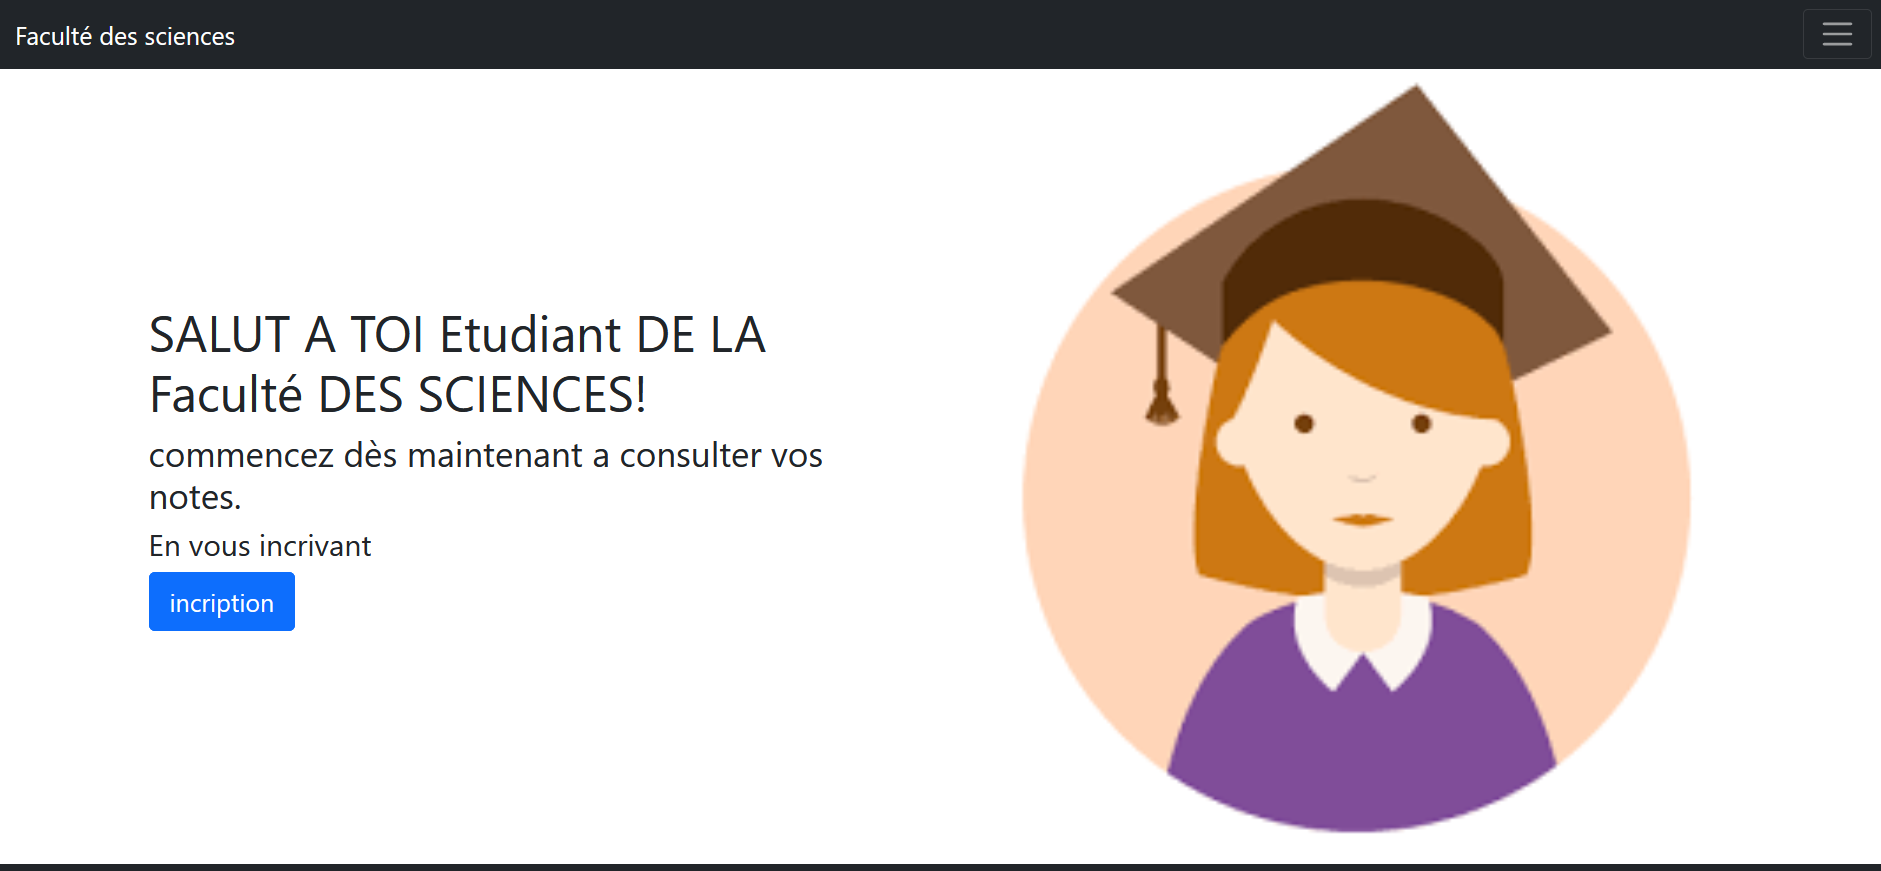 Faculté des sciences
SALUT A TOI Etudiant DE LA
Faculté DES SCIENCES!
commencez dès maintenant a consulter vos
notes.
En vous incrivant
incription